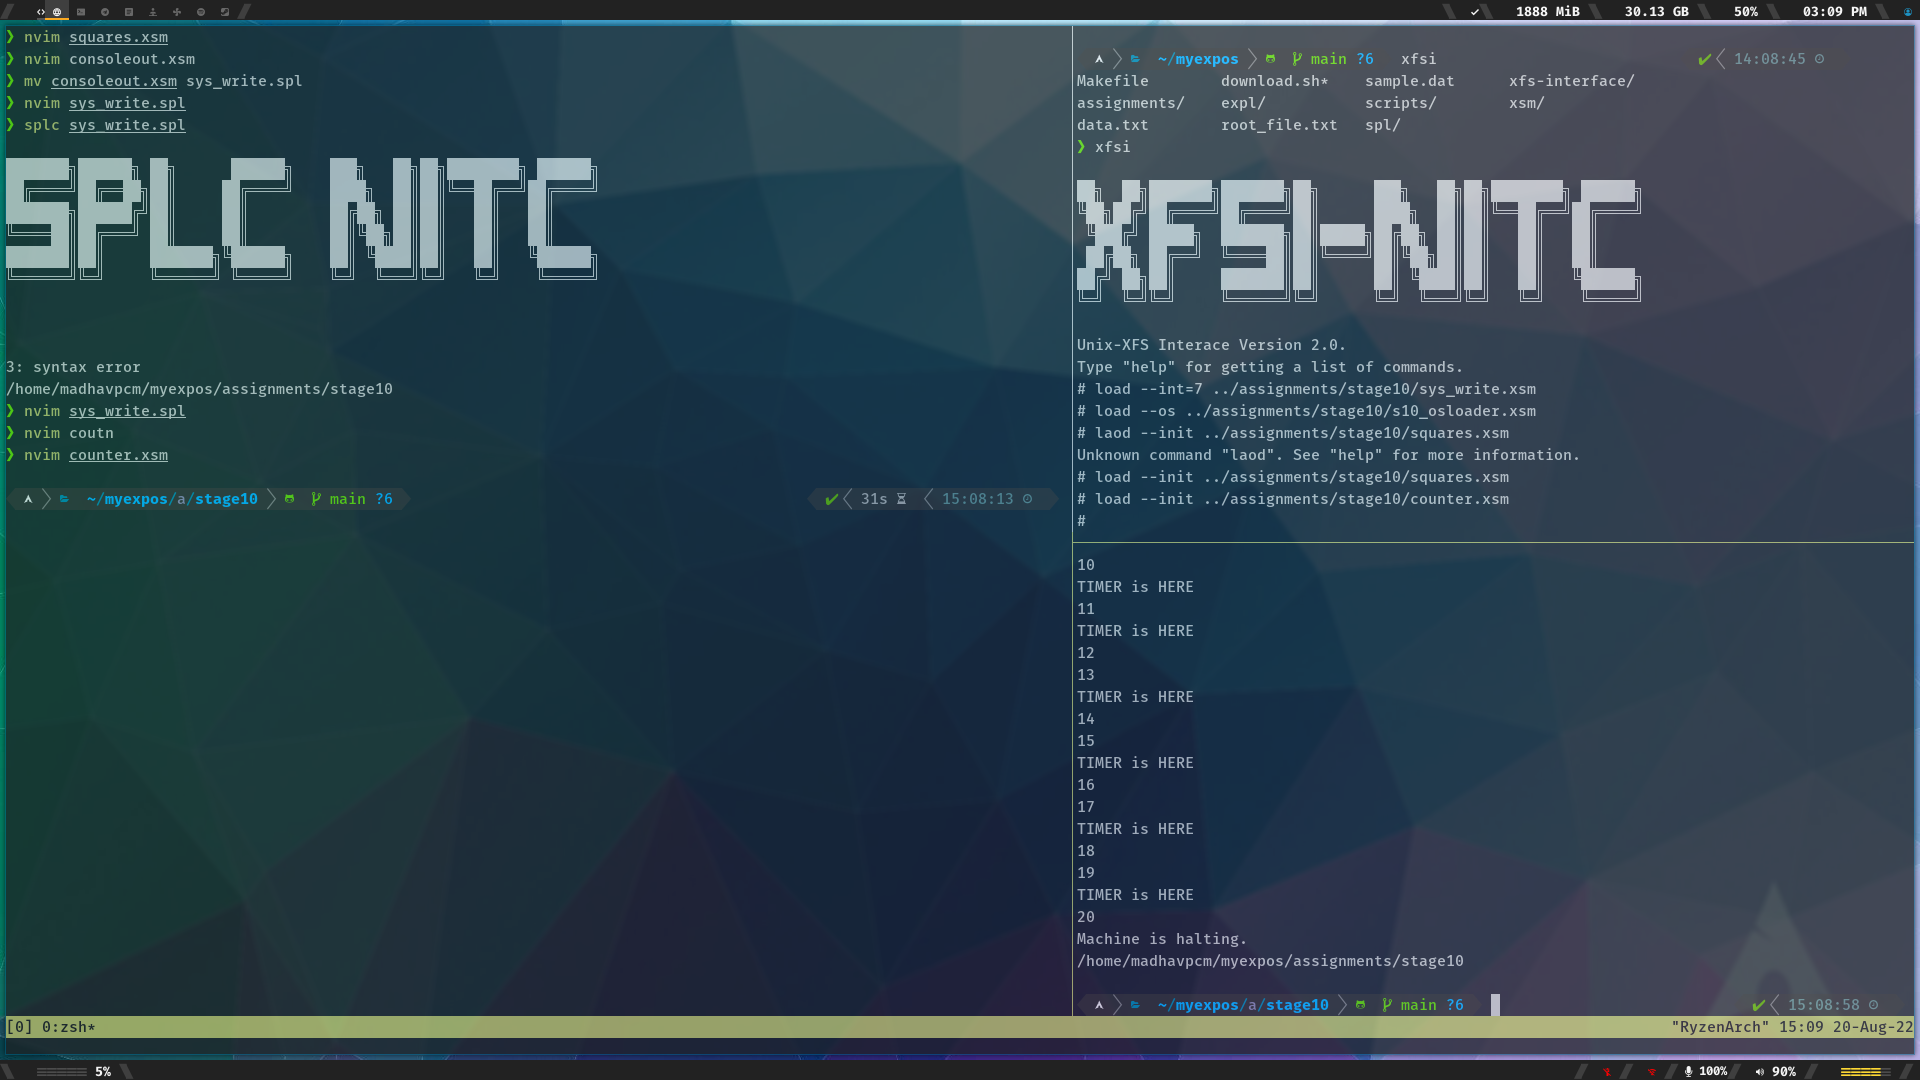 1888 MiB 30.13 GB 50% 03:09 PM
❯ nvim squares.xsm
❯ nvim consoleout.xsm
❯ mv consoleout.xsm sys_write.spl
❯ nvim sys_write.spl
❯ splc sys_write.spl
SPLC NITC
3: syntax error
/home/madhavpcm/myexpos/assignments/stage10
❯ nvim sys_write.spl
❯ nvim coutn
❯ nvim counter.xsm
~/myexpos/a/stage10 main ?6 ✔ 31s 15:08:13
~/myexpos main ?6 xfsi ✔ 14:08:45
Makefile download.sh* sample.dat xfs-interface/
assignments/ expl/ scripts/ xsm/
data.txt root_file.txt spl/
❯ xfsi
XFSI-NITC
Unix-XFS Interace Version 2.0.
Type "help" for getting a list of commands.
# load --int=7 ../assignments/stage10/sys_write.xsm
# load --os ../assignments/stage10/s10_osloader.xsm
# laod --init ../assignments/stage10/squares.xsm
Unknown command "laod". See "help" for more information.
# load --init ../assignments/stage10/squares.xsm
# load --init ../assignments/stage10/counter.xsm
#
10
TIMER is HERE
11
TIMER is HERE
12
13
TIMER is HERE
14
15
TIMER is HERE
16
17
TIMER is HERE
18
19
TIMER is HERE
20
Machine is halting.
/home/madhavpcm/myexpos/assignments/stage10
~/myexpos/a/stage10 main ?6 ✔ 15:08:58
[0] 0:zsh* "RyzenArch" 15:09 20-Aug-22
5% 100% 90%